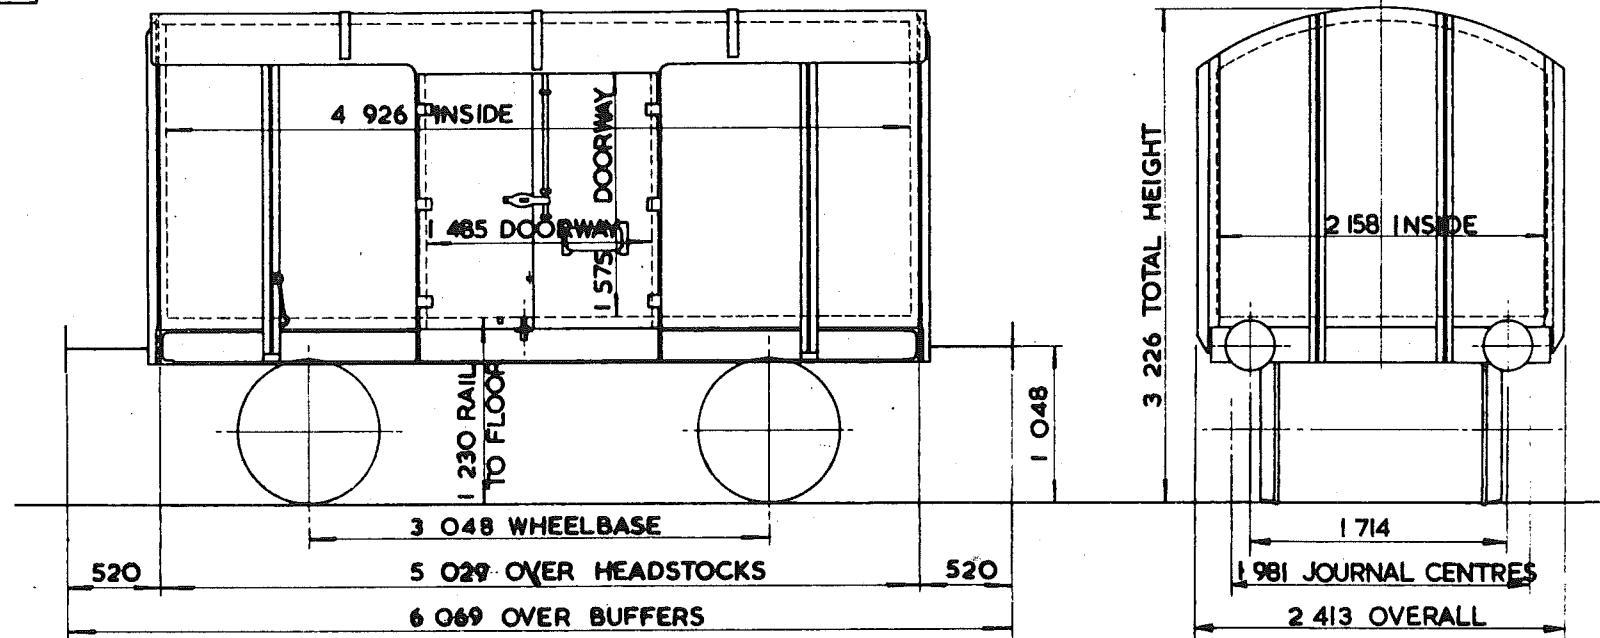 4 926 INSIDE
1 485 DOORWAY
1 575 DOORWAY
1 230 RAIL
TO FLOOR
1 048
3 048 WHEELBASE
520
5 029 OVER HEADSTOCKS
520
6 069 OVER BUFFERS
3 226 TOTAL HEIGHT
2 158 INSIDE
1 714
1 981 JOURNAL CENTRES
2 413 OVERALL